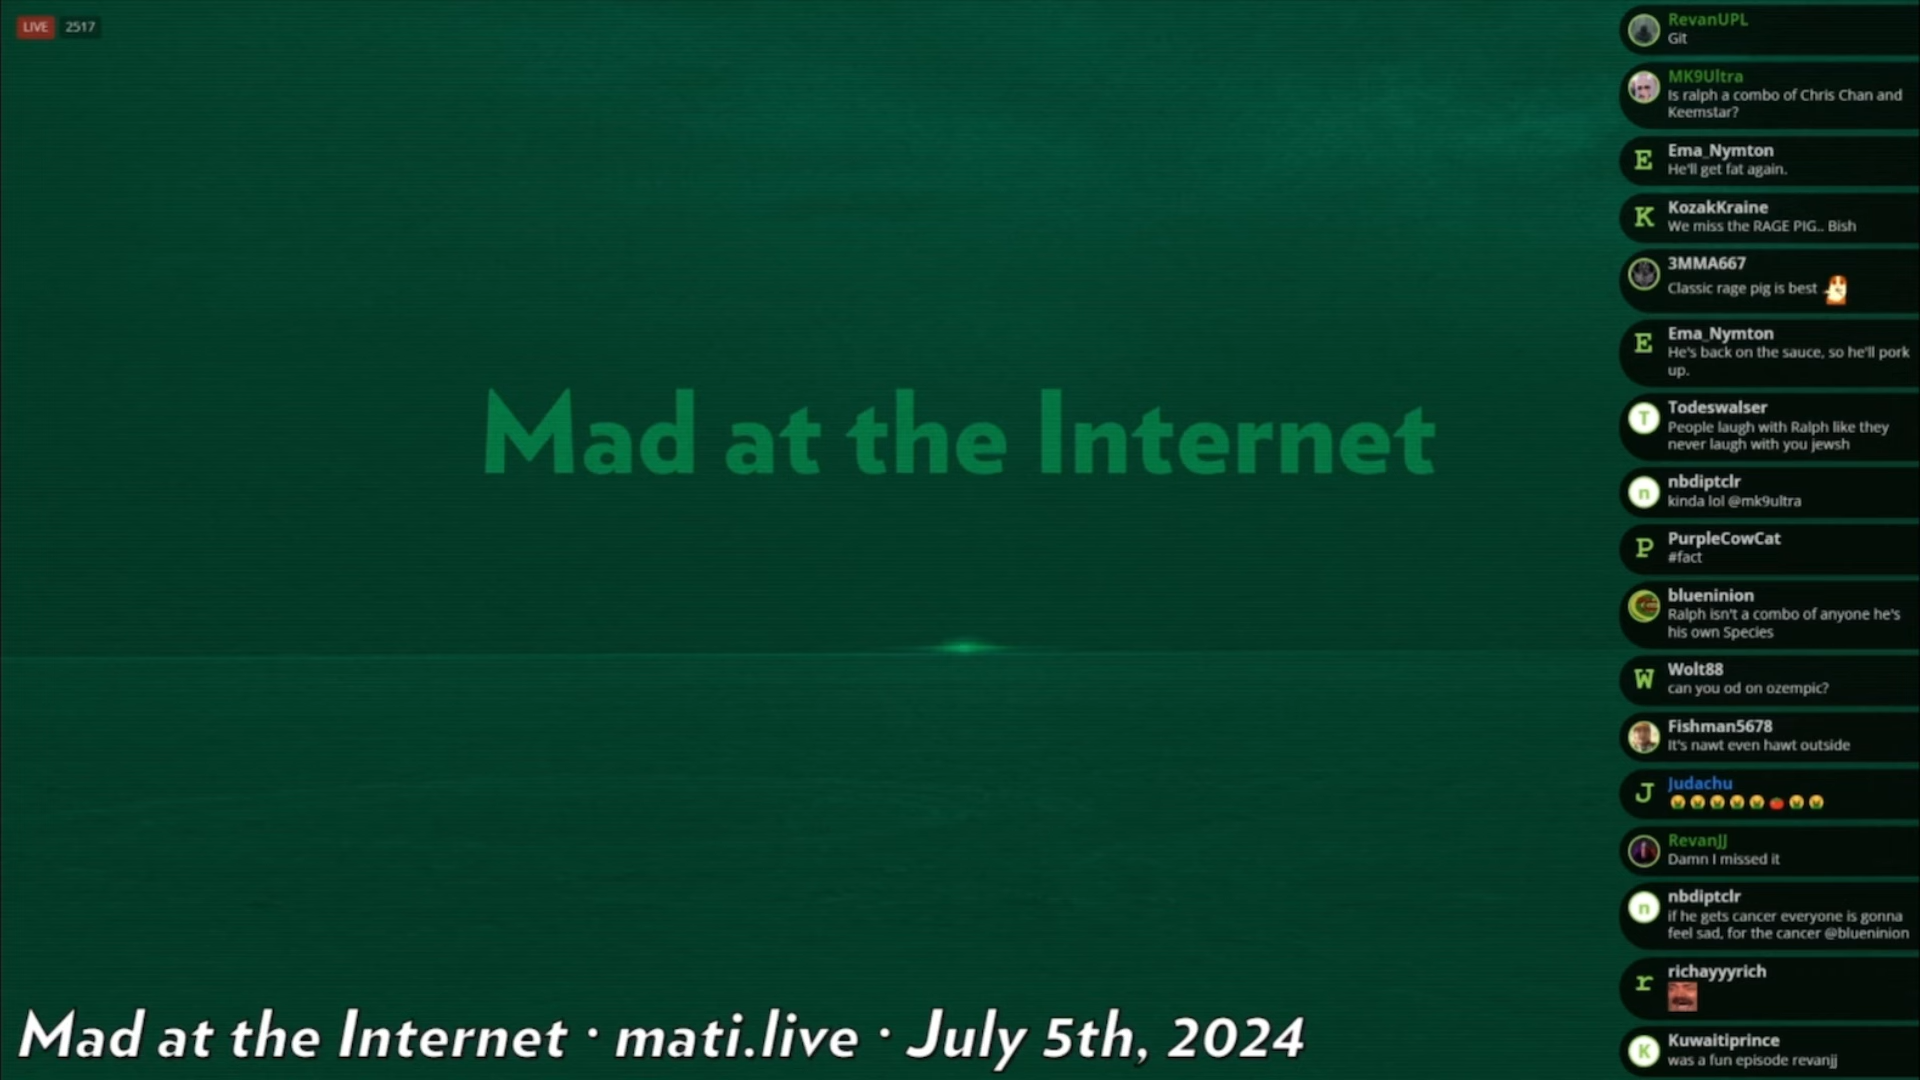 LIVE 2517
Mad at the Internet
Mad at the Internet · mati.live · July 5th, 2024
RevanUPL
Git
MK9Ultra
Is ralph a combo of Chris Chan and
Keemstar?
E
Ema_Nymton
He'll get fat again.
K
KozakKraine
We miss the RAGE PIG.. Bish
3MMA667
Classic rage pig is best
E
Ema_Nymton
He's back on the sauce, so he'll pork
up.
T
Todeswalser
People laugh with Ralph like they
never laugh with you jewsh
n
nbdiptclr
kinda lol @mk9ultra
P
PurpleCowCat
#fact
blueninion
Ralph isn't a combo of anyone he's
his own Species
W
Wolt88
can you od on ozempic?
Fishman5678
It's nawt even hawt outside
J
Judachu
RevanJJ
Damn I missed it
n
nbdiptclr
if he gets cancer everyone is gonna
feel sad, for the cancer @blueninion
r
richayyyrich
K
Kuwaitiprince
was a fun episode revanjj